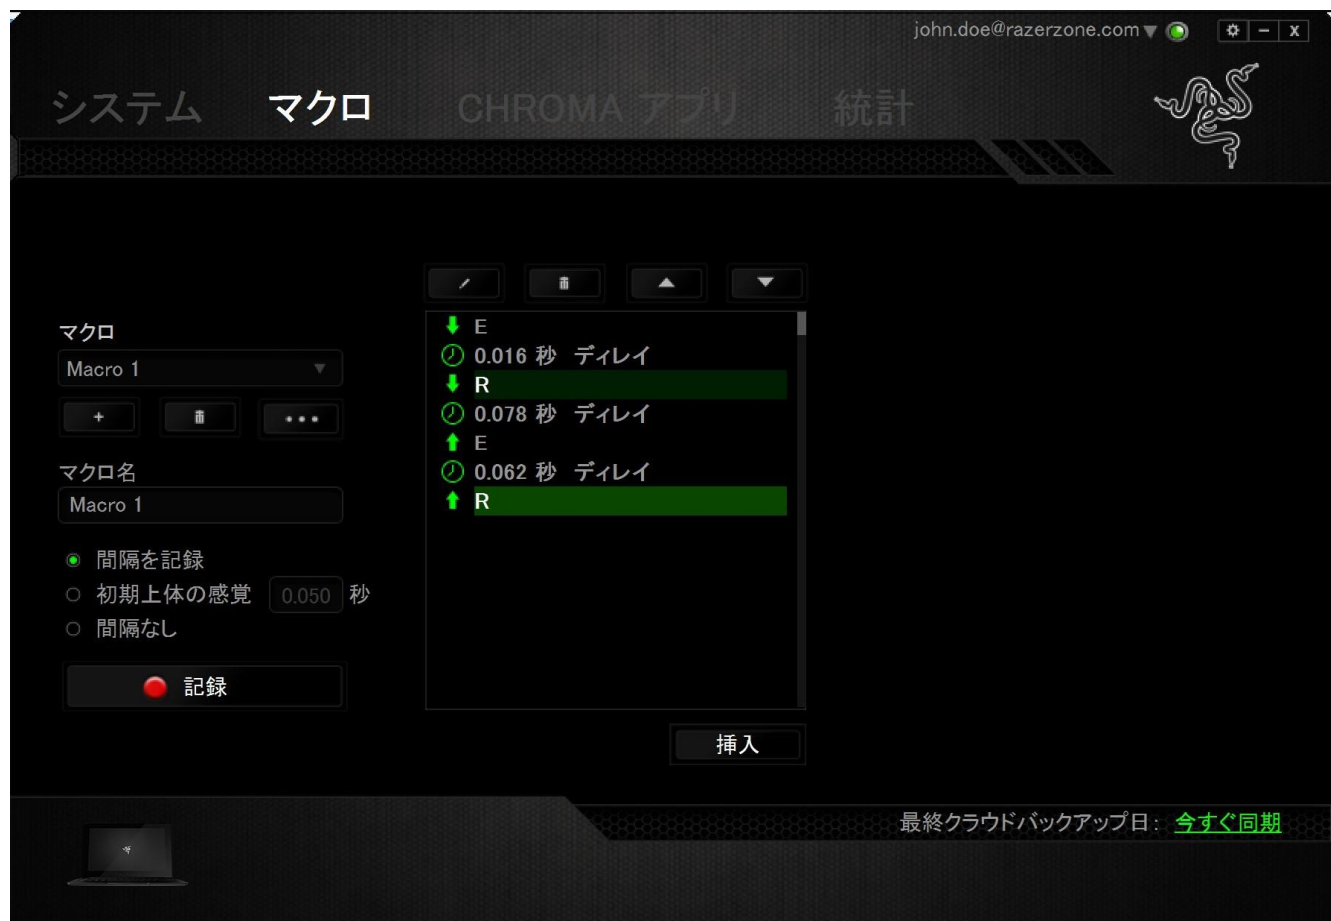 john.doe@razerzone.com
システム マクロ CHROMA アプリ 統計
マクロ
Macro 1
マクロ名
Macro 1
間隔を記録
初期上体の感覚 0.050 秒
間隔なし
記録
E
0.016 秒 ディレイ
R
0.078 秒 ディレイ
E
0.062 秒 ディレイ
R
挿入
最終クラウドバックアップ日: 今すぐ同期